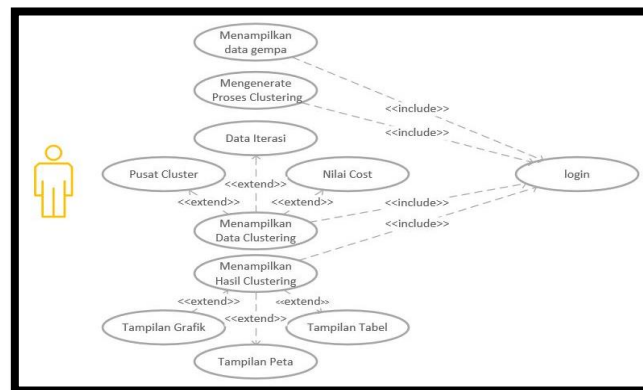 Menampilkan
data gempa
Mengenerate
Proses Clustering
<<include>>
<<include>>
Data Iterasi
Pusat Cluster
Nilai Cost
login
<<extend>>
<<extend>>
<<extend>>
<<include>>
Menampilkan
Data Clustering
<<include>>
Menampilkan
Hasil Clustering
<<extend>>
<<extend>>
<<extend>>
Tampilan Grafik
Tampilan Tabel
Tampilan Peta